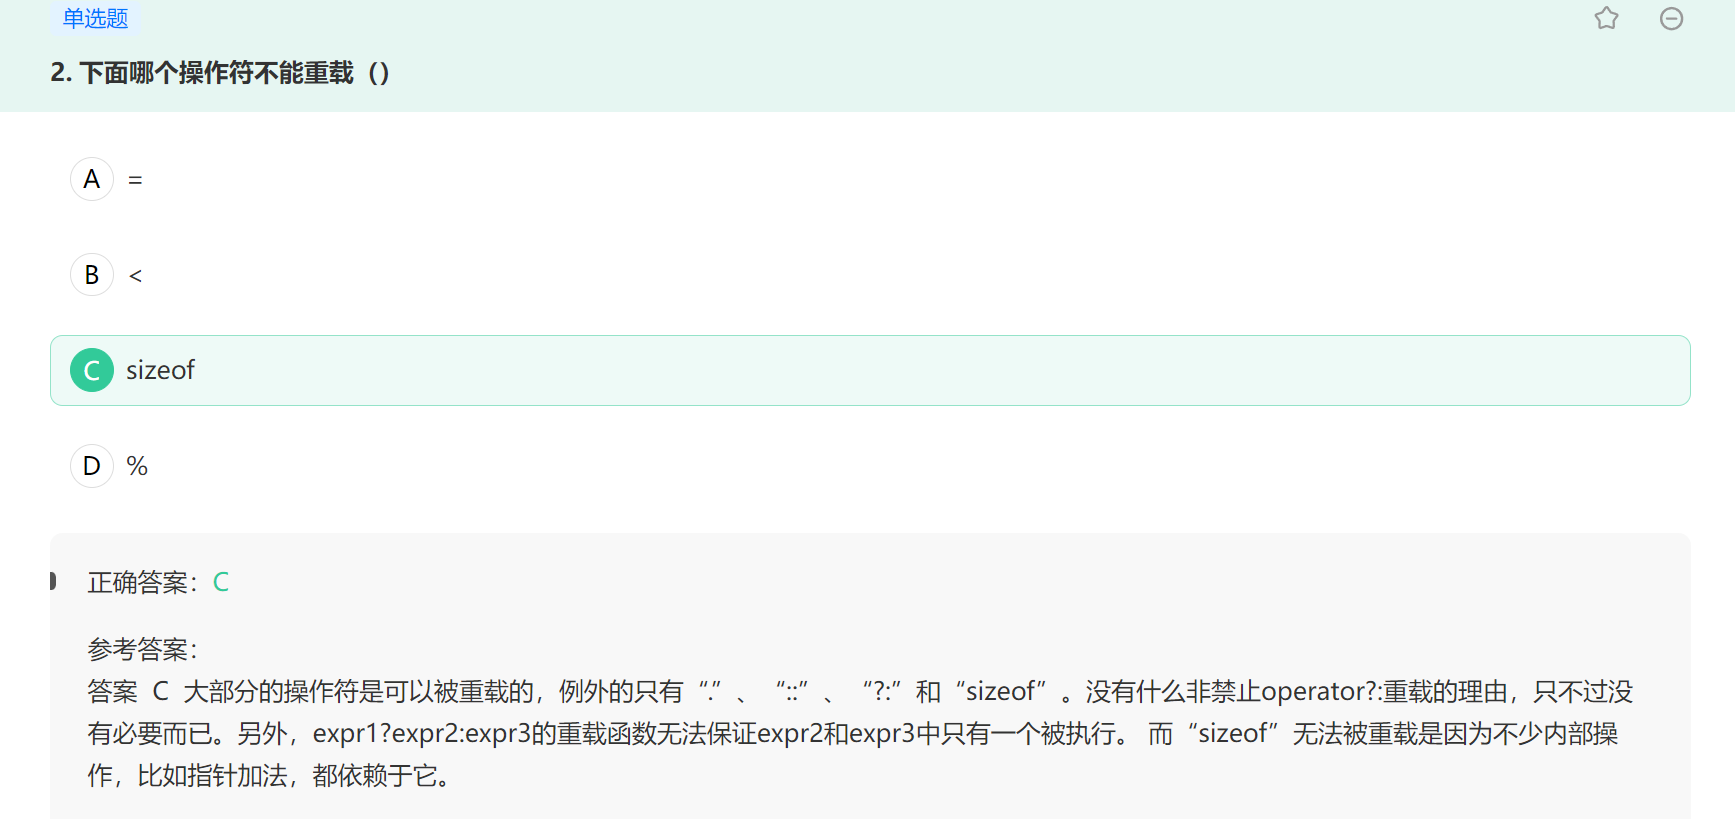 单选题
2. 下面哪个操作符不能重载（）
A =
B <
C sizeof
D %
正确答案：C
参考答案：
答案 C 大部分的操作符是可以被重载的，例外的只有“.”、“::”、“?:”和“sizeof”。没有什么非禁止operator?:重载的理由，只不过没
有必要而已。另外，expr1?expr2:expr3的重载函数无法保证expr2和expr3中只有一个被执行。 而“sizeof”无法被重载是因为不少内部操
作，比如指针加法，都依赖于它。